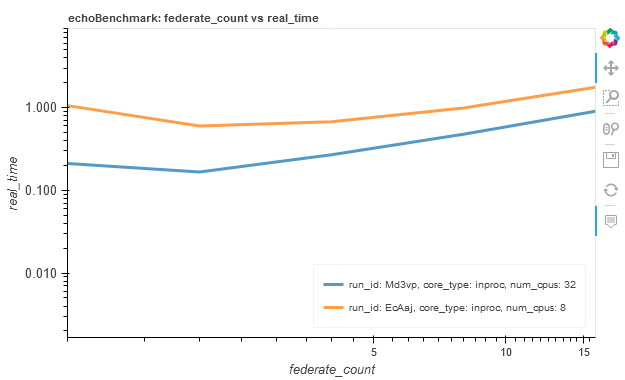 echoBenchmark: federate_count vs real_time
real_time
1.000
0.100
0.010
run_id: Md3vp, core_type: inproc, num_cpus: 32
run_id: EcAaj, core_type: inproc, num_cpus: 8
5
10
15
federate_count